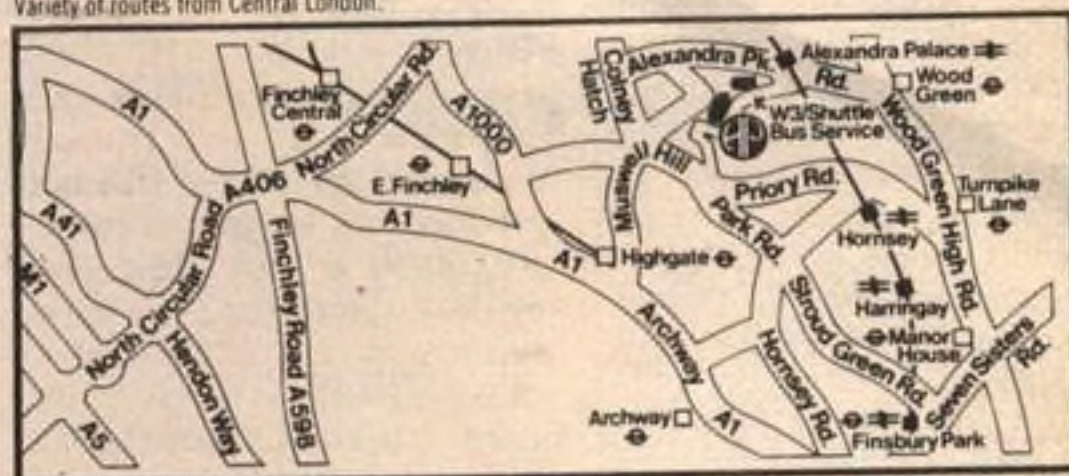 Variety of routes from Central London.
A1
Finchley
Central
North Circular Rd.
A1000
Colney
Hatch
Alexandra Pk.
Rd.
Alexandra Palace
Wood
Green
W3/Shuttle
Bus Service
Wood Green High Rd.
A406
E. Finchley
Muswell Hill
Priory Rd.
Turnpike
Lane
A41
A1
Park Rd.
Hornsey
M1
North Circular Road
Finchley Road A598
A1
Highgate
Harringay
Hendon Way
Archway
Stroud Green Rd.
Manor
House
Seven Sisters
Rd.
Hornsey Rd.
A5
Archway
A1
Finsbury Park